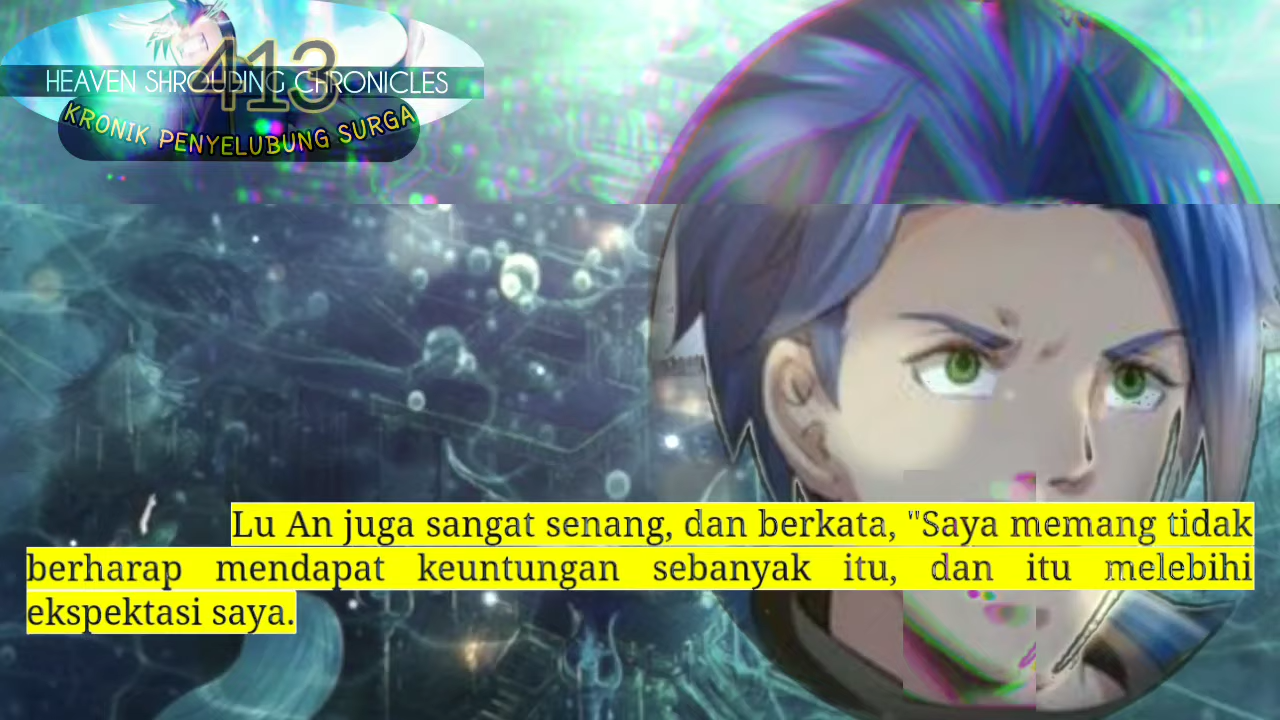 413
HEAVEN SHROUDING CHRONICLES
KRONIK PENYELUBUNG SURGA
Lu An juga sangat senang, dan berkata, "Saya memang tidak
berharap mendapat keuntungan sebanyak itu, dan itu melebihi
ekspektasi saya.